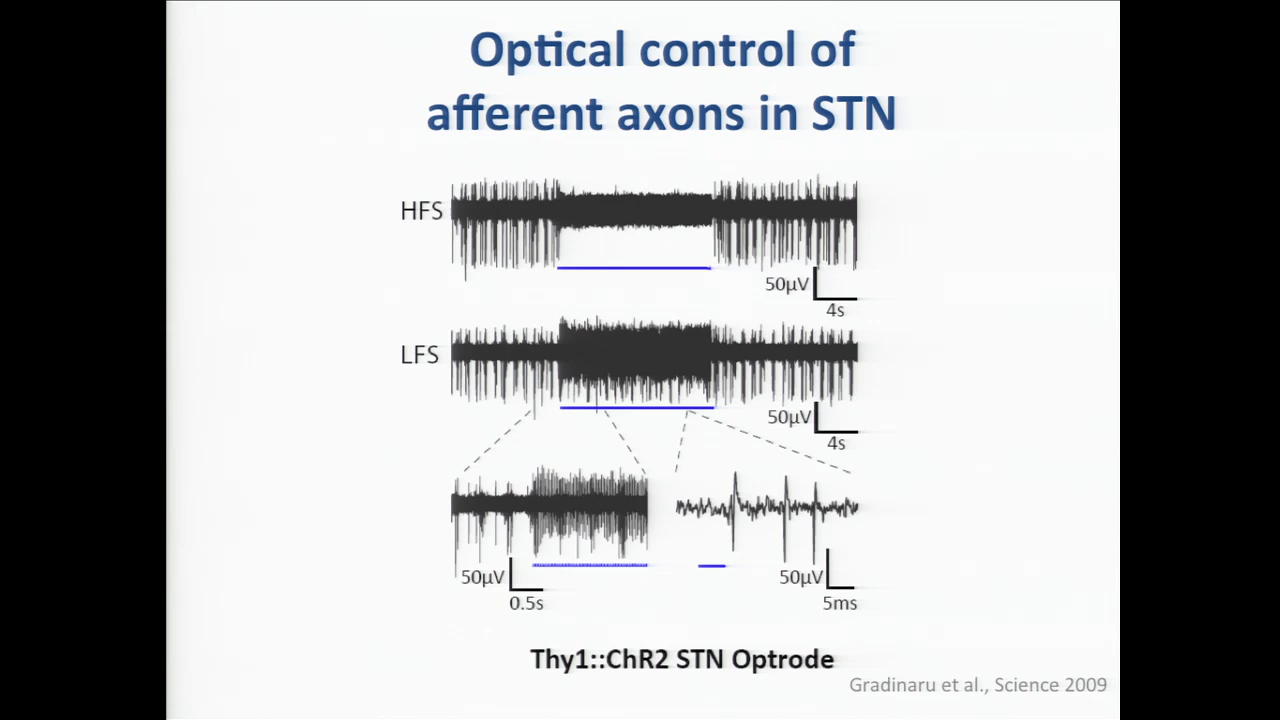 Optical control of
afferent axons in STN
HFS
50µV
4s
LFS
50µV
4s
50µV
0.5s
50µV
5ms
Thy1::ChR2 STN Optrode
Gradinaru et al., Science 2009